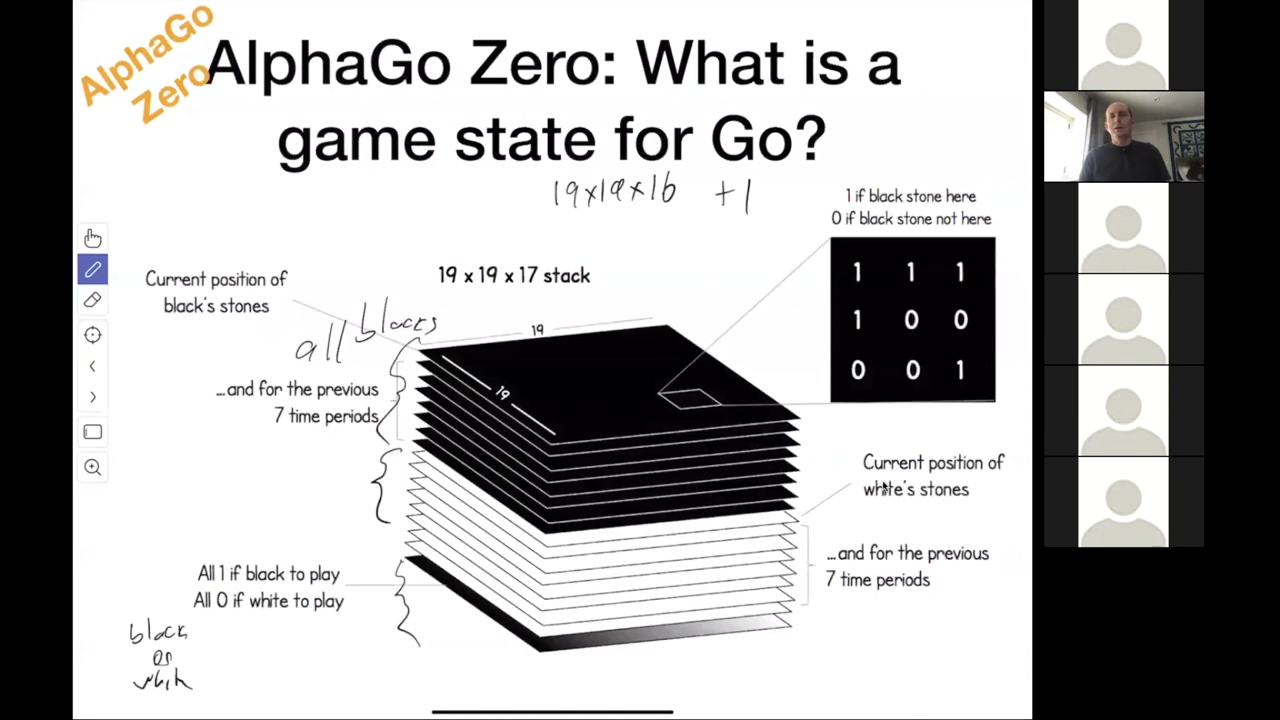 AlphaGo
Zero
AlphaGo Zero: What is a
game state for Go?
19x19x16 +1
1 if black stone here
0 if black stone not here
1 1 1
1 0 0
0 0 1
Current position of
black's stones
19 x 19 x 17 stack
all blacks
19
19
...and for the previous
7 time periods
Current position of
white's stones
...and for the previous
7 time periods
All 1 if black to play
All 0 if white to play
black
or